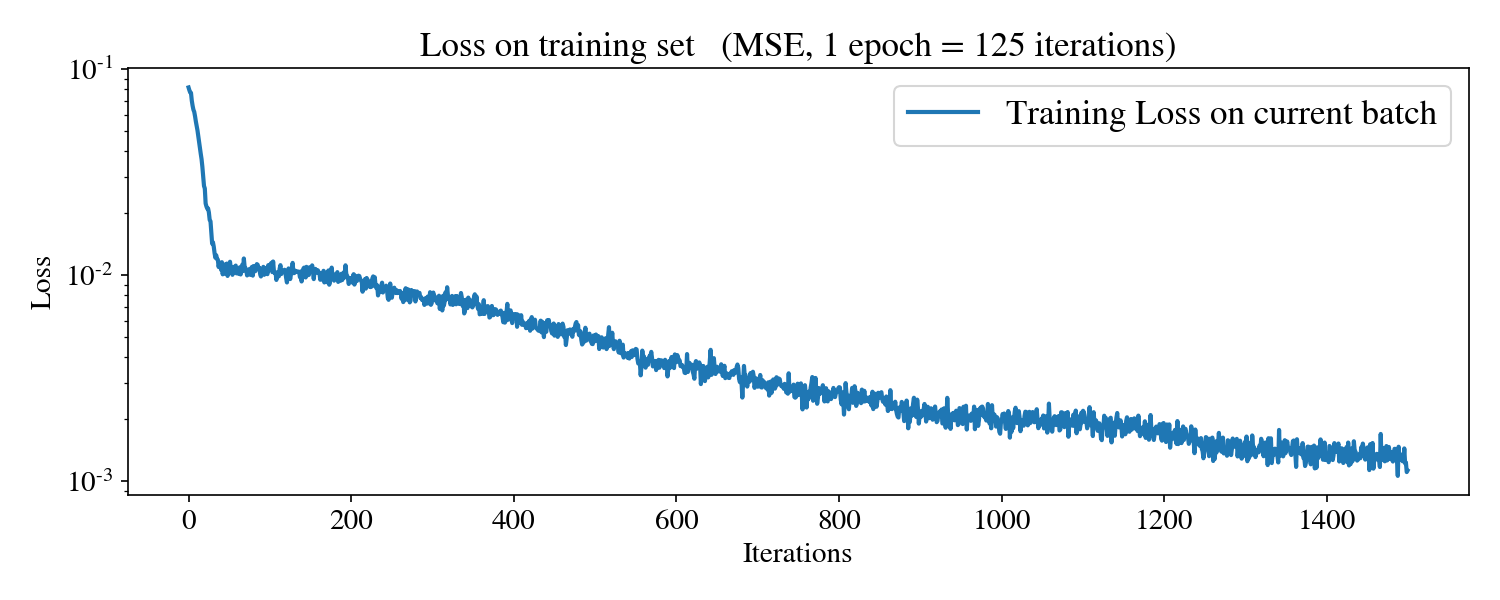 Loss on training set   (MSE, 1 epoch = 125 iterations)
10^-1
Training Loss on current batch
10^-2
Loss
10^-3
0 200 400 600 800 1000 1200 1400
Iterations